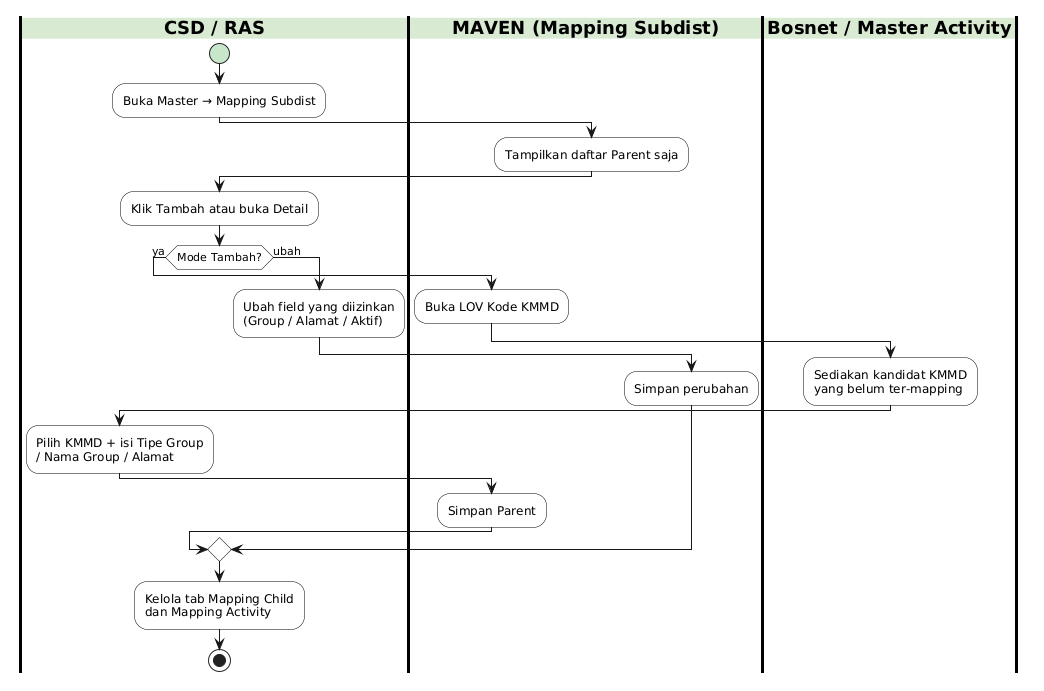 CSD / RAS
MAVEN (Mapping Subdist)
Bosnet / Master Activity
Buka Master → Mapping Subdist
Tampilkan daftar Parent saja
Klik Tambah atau buka Detail
ya
Mode Tambah?
ubah
Ubah field yang diizinkan
(Group / Alamat / Aktif)
Buka LOV Kode KMMD
Simpan perubahan
Sediakan kandidat KMMD
yang belum ter-mapping
Pilih KMMD + isi Tipe Group
/ Nama Group / Alamat
Simpan Parent
Kelola tab Mapping Child
dan Mapping Activity